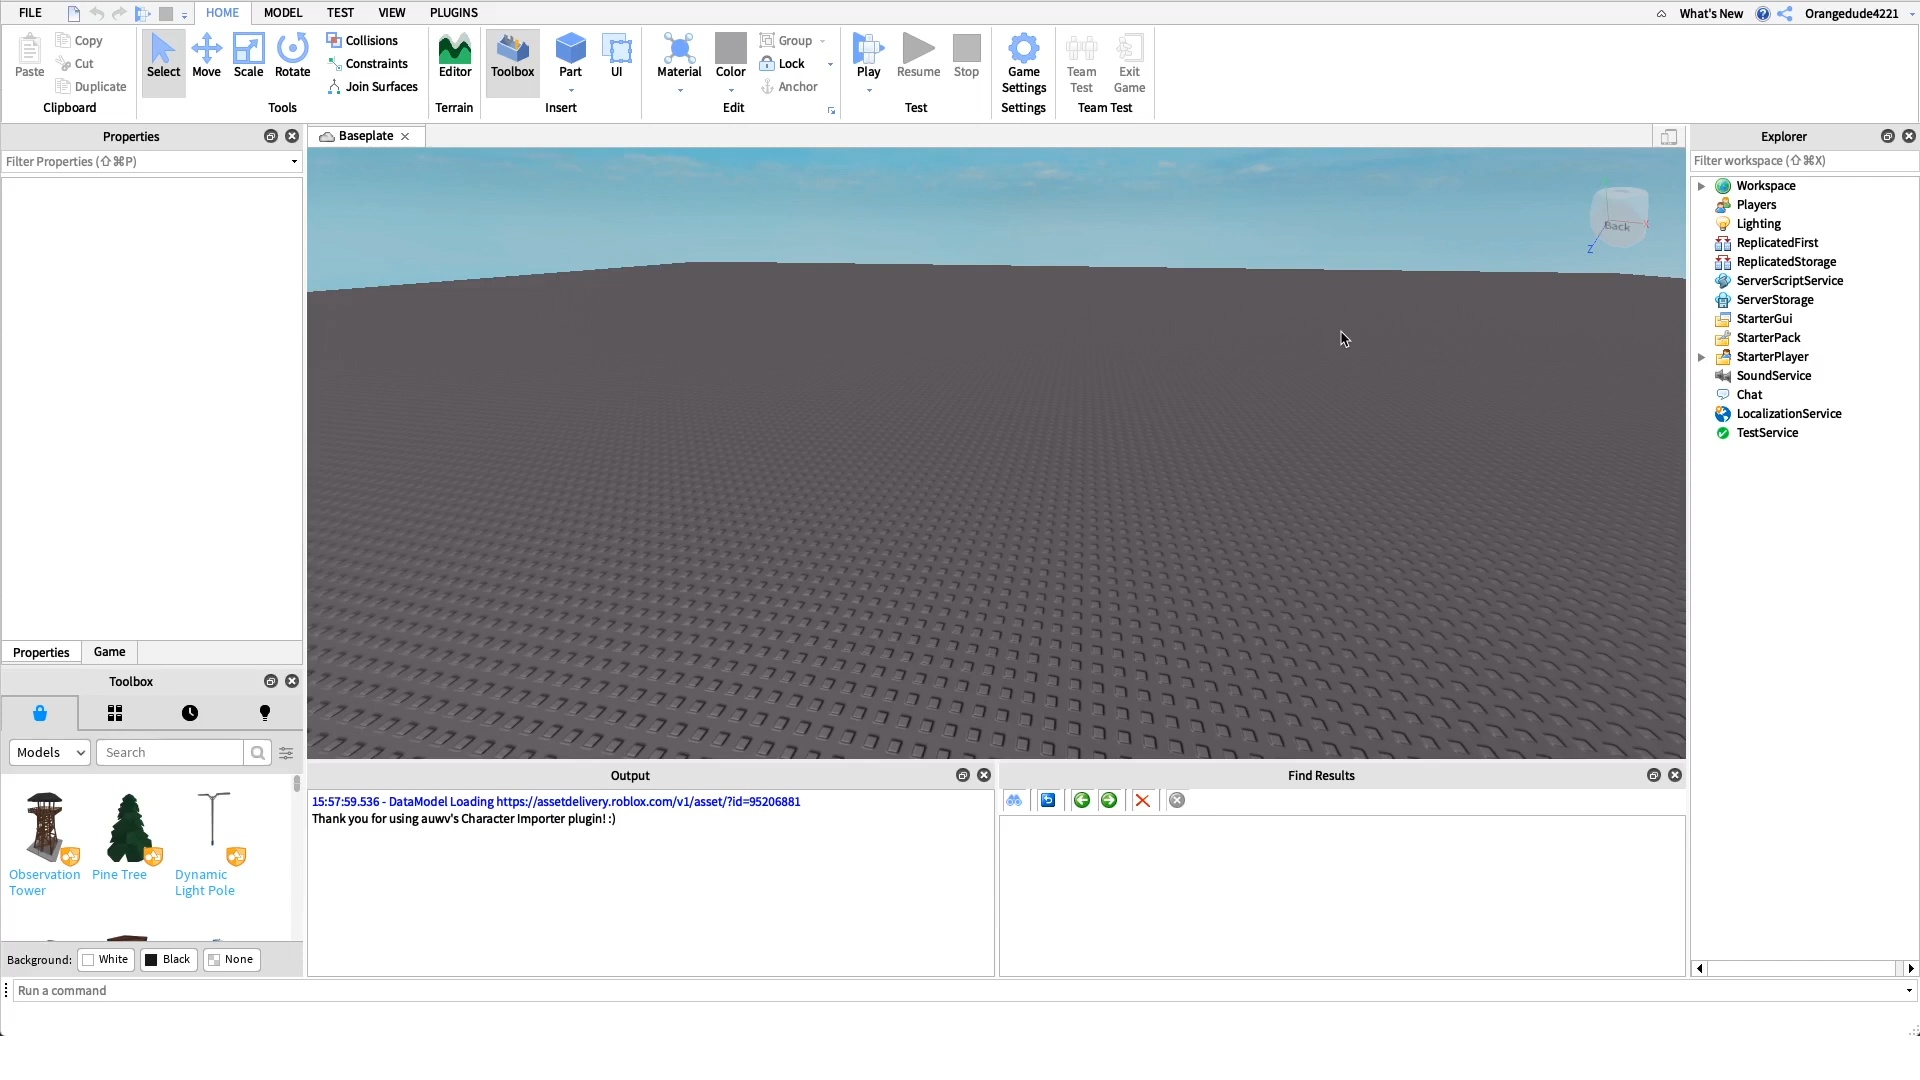 FILE HOME MODEL TEST VIEW PLUGINS What's New Orangedude4221
Paste Copy Cut Duplicate
Clipboard
Select Move Scale Rotate Collisions Constraints Join Surfaces
Tools
Editor
Terrain
Toolbox Part UI
Insert
Material Color Group Lock Anchor
Edit
Play Resume Stop
Test
Game Settings
Settings
Team Test Exit Game
Team Test
Properties
Filter Properties (⇧⌘P)
Properties Game
Toolbox
Models Search
Observation Tower
Pine Tree
Dynamic Light Pole
Background: White Black None
Baseplate
Back
X
Z
Output
15:57:59.536 - DataModel Loading https://assetdelivery.roblox.com/v1/asset/?id=95206881
Thank you for using auwv's Character Importer plugin! :)
Find Results
Explorer
Filter workspace (⇧⌘X)
Workspace
Players
Lighting
ReplicatedFirst
ReplicatedStorage
ServerScriptService
ServerStorage
StarterGui
StarterPack
StarterPlayer
SoundService
Chat
LocalizationService
TestService
Run a command